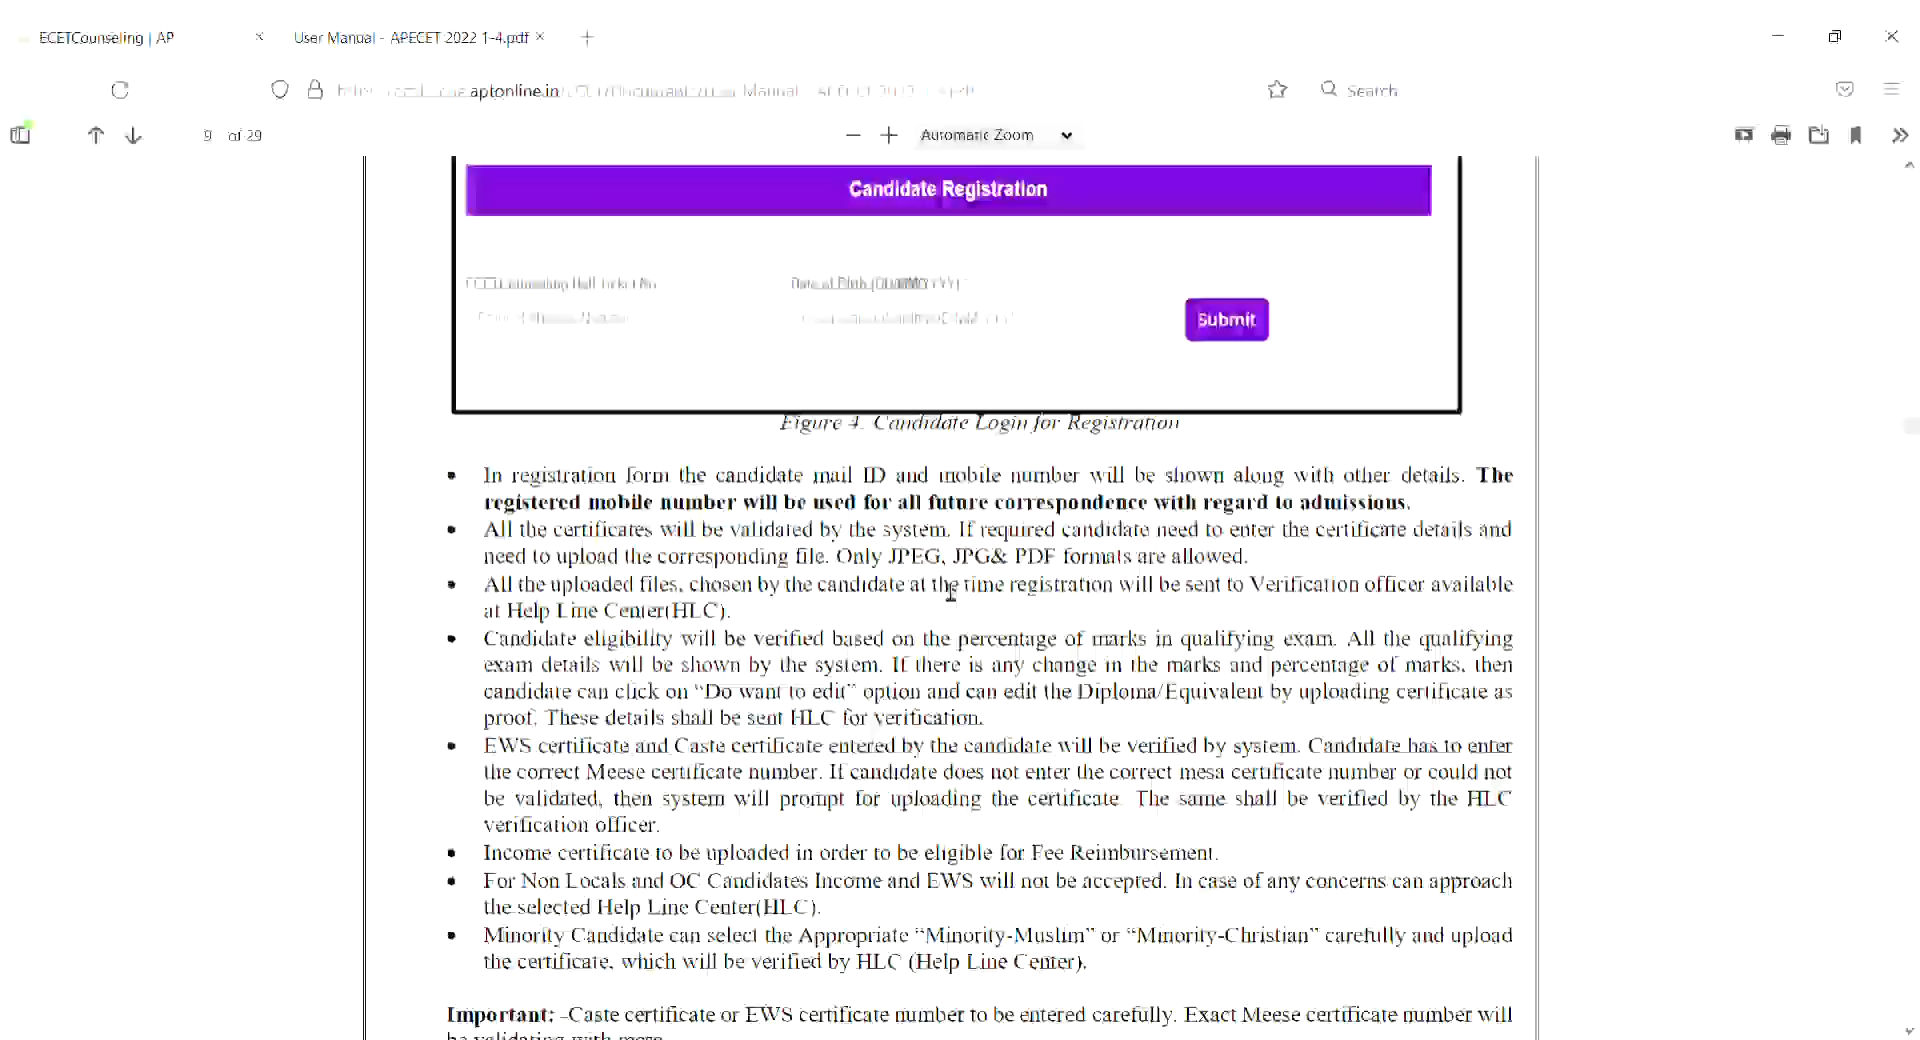 ECETCounseling | AP
User Manual - APECET 2022 1-4.pdf
aptonline.in
Manual
Search
9 of 29
Automatic Zoom
Candidate Registration
Submit
Figure 4. Candidate Login for Registration
• In registration form the candidate mail ID and mobile number will be shown along with other details. The
registered mobile number will be used for all future correspondence with regard to admissions.
• All the certificates will be validated by the system. If required candidate need to enter the certificate details and
need to upload the corresponding file. Only JPEG, JPG& PDF formats are allowed.
• All the uploaded files, chosen by the candidate at the time registration will be sent to Verification officer available
at Help Line Center(HLC).
• Candidate eligibility will be verified based on the percentage of marks in qualifying exam. All the qualifying
exam details will be shown by the system. If there is any change in the marks and percentage of marks, then
candidate can click on “Do want to edit” option and can edit the Diploma/Equivalent by uploading certificate as
proof. These details shall be sent HLC for verification.
• EWS certificate and Caste certificate entered by the candidate will be verified by system. Candidate has to enter
the correct Meese certificate number. If candidate does not enter the correct mesa certificate number or could not
be validated, then system will prompt for uploading the certificate. The same shall be verified by the HLC
verification officer.
• Income certificate to be uploaded in order to be eligible for Fee Reimbursement.
• For Non Locals and OC Candidates Income and EWS will not be accepted. In case of any concerns can approach
the selected Help Line Center(HLC).
• Minority Candidate can select the Appropriate “Minority-Muslim” or “Minority-Christian” carefully and upload
the certificate, which will be verified by HLC (Help Line Center).
Important: –Caste certificate or EWS certificate number to be entered carefully. Exact Meese certificate number will
be validating with